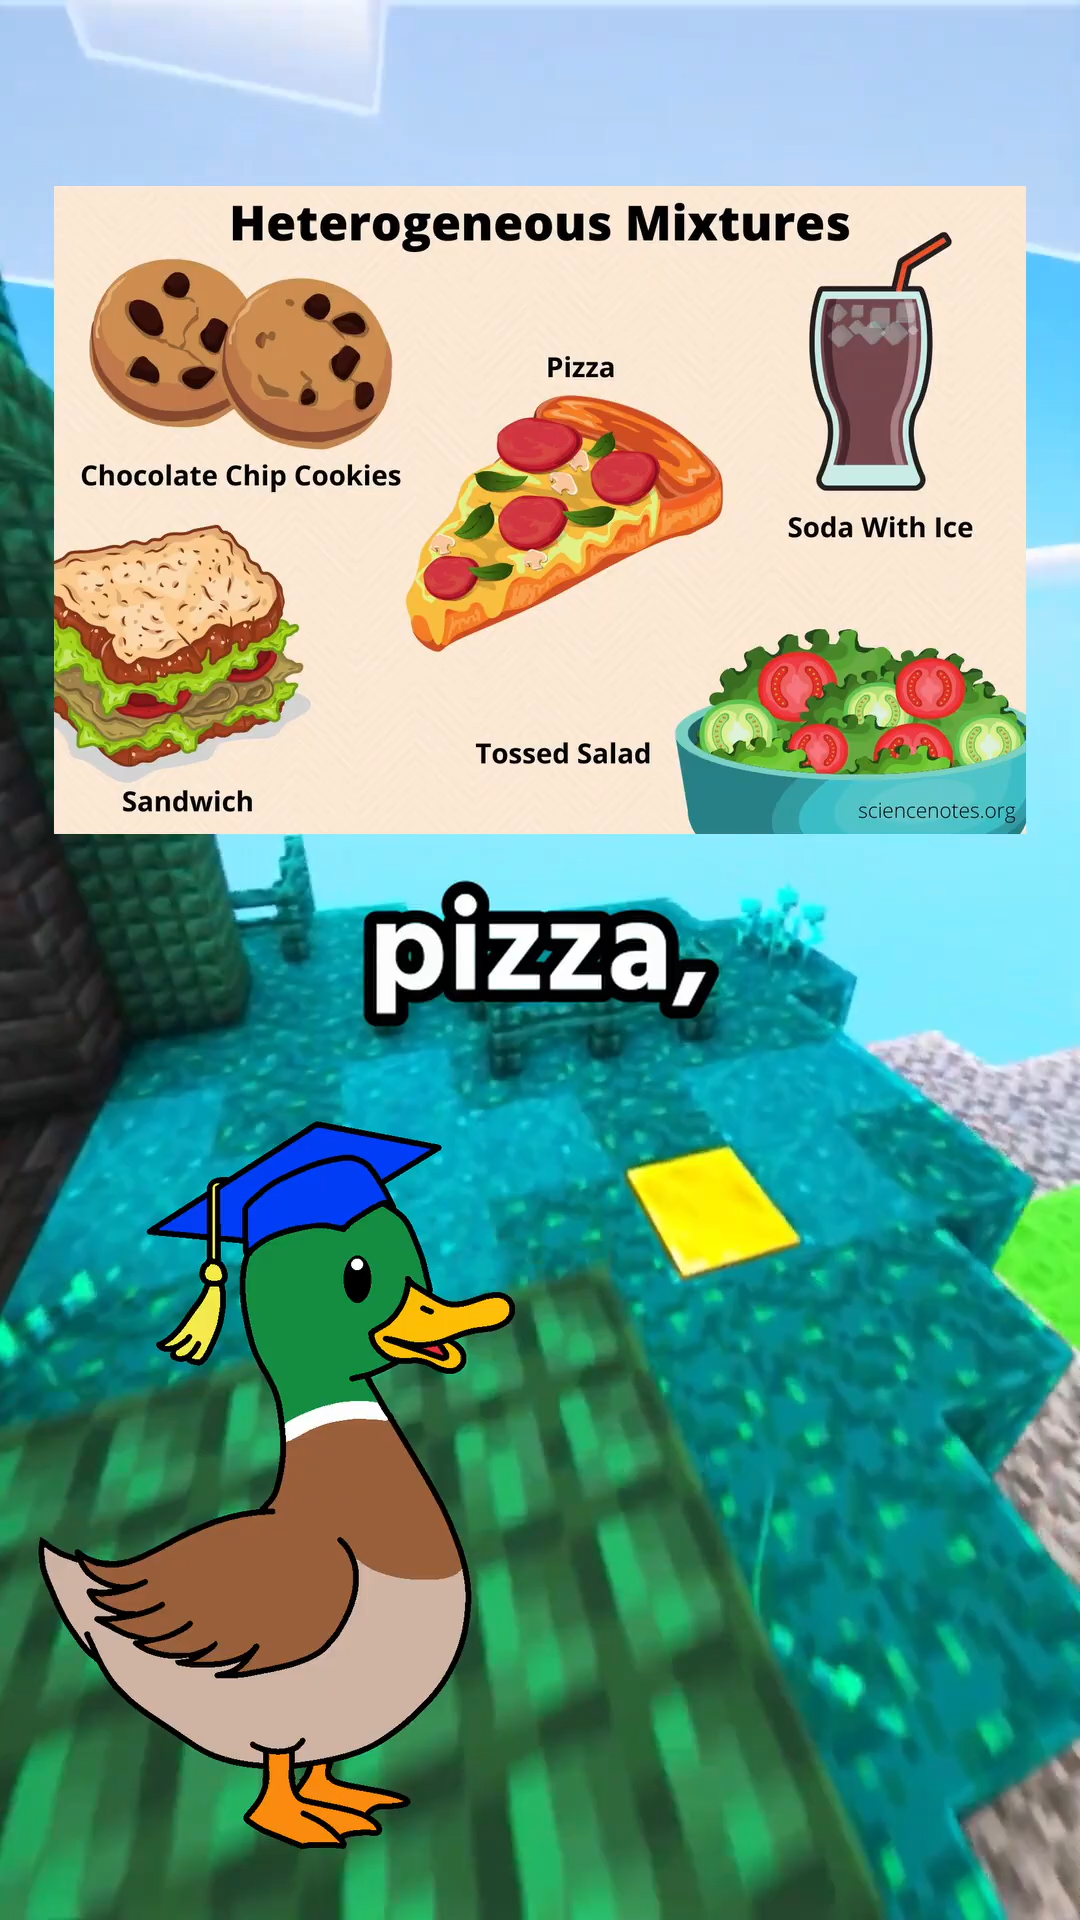 Heterogeneous Mixtures
Chocolate Chip Cookies
Pizza
Soda With Ice
Sandwich
Tossed Salad
sciencenotes.org
pizza,